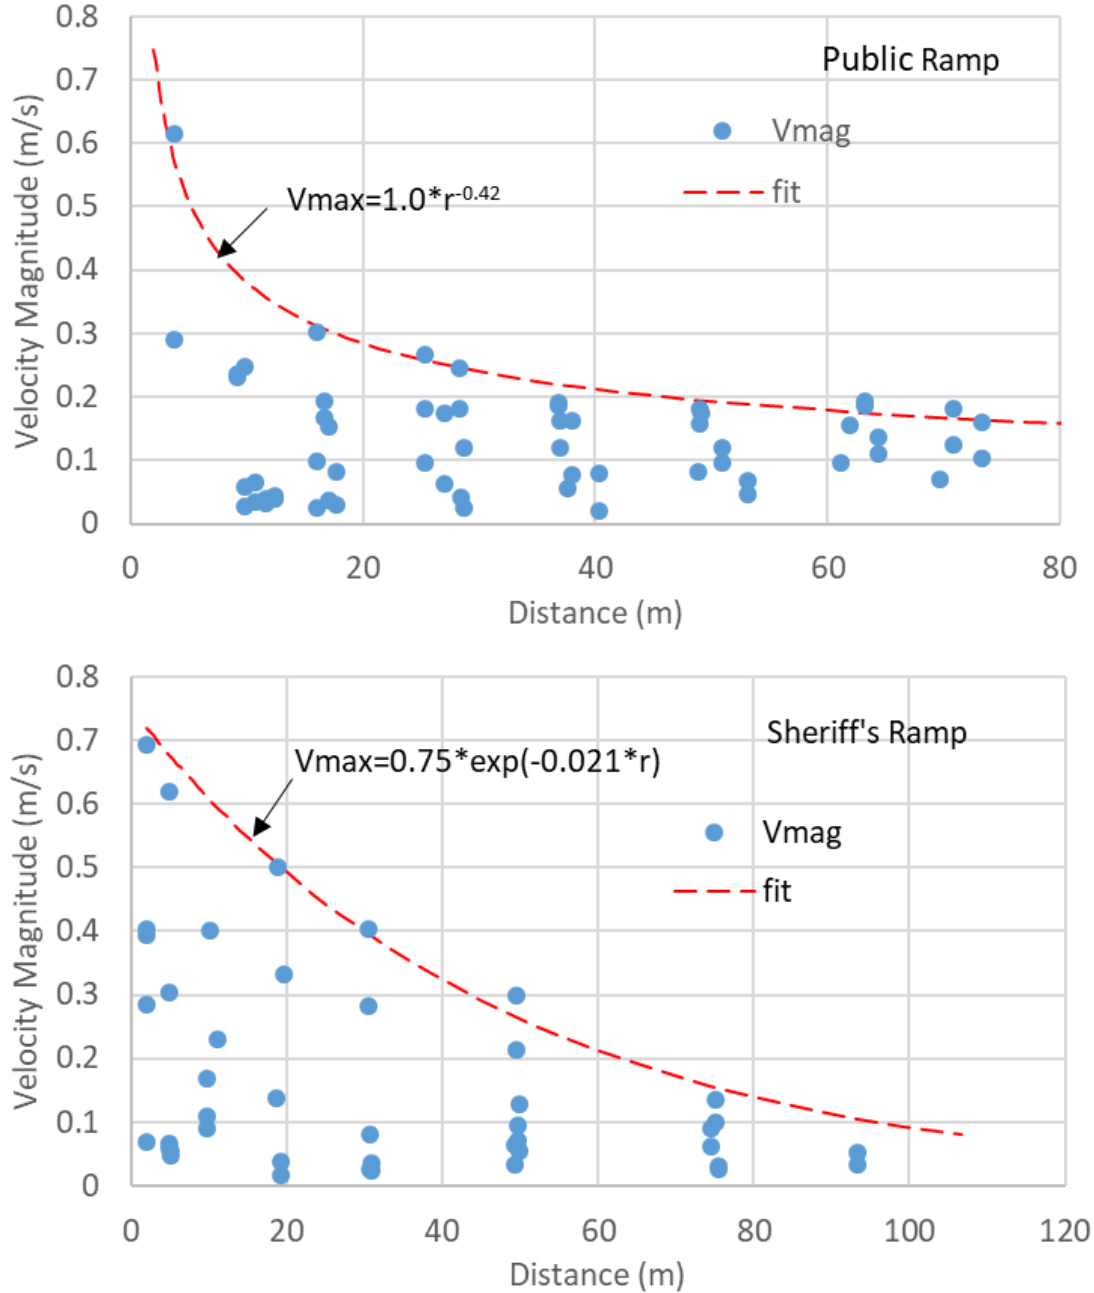 0.8
Public Ramp
0.7
Vmag
0.6
fit
Vmax=1.0*r^-0.42
0.5
0.4
0.3
0.2
0.1
0
Velocity Magnitude (m/s)
0 20 40 60 80
Distance (m)
0.8
Sheriff's Ramp
0.7
Vmax=0.75*exp(-0.021*r)
0.6
Vmag
0.5
fit
0.4
0.3
0.2
0.1
0
Velocity Magnitude (m/s)
0 20 40 60 80 100 120
Distance (m)